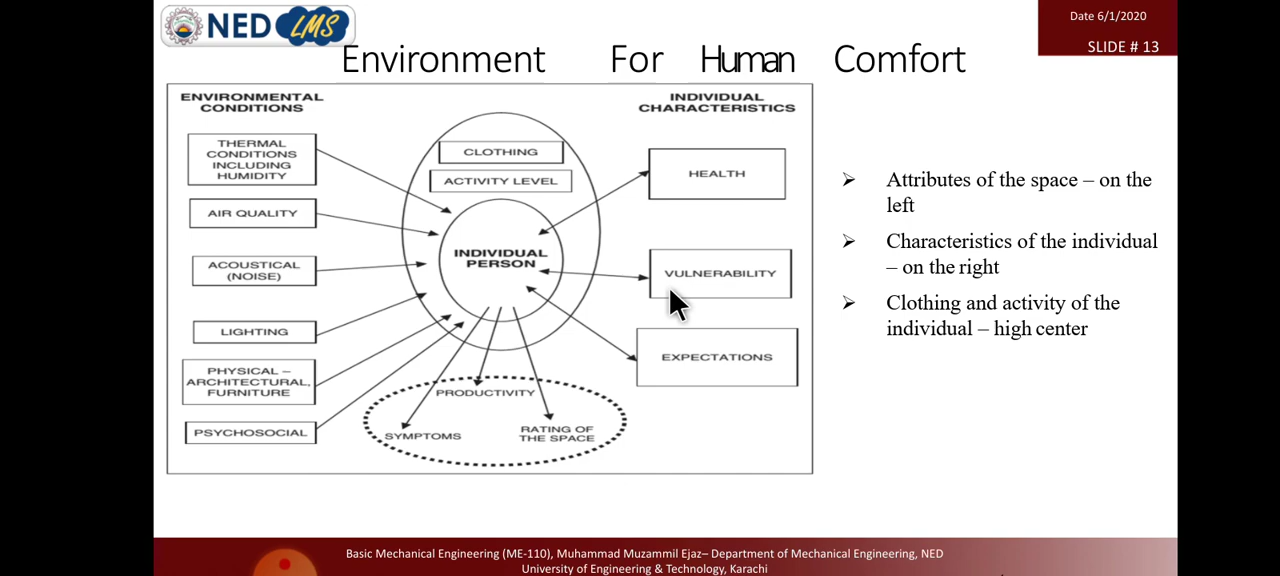 NED LMS
Date 6/1/2020
SLIDE # 13
Environment For Human Comfort
ENVIRONMENTAL
CONDITIONS
THERMAL
CONDITIONS
INCLUDING
HUMIDITY
AIR QUALITY
ACOUSTICAL
(NOISE)
LIGHTING
PHYSICAL –
ARCHITECTURAL,
FURNITURE
PSYCHOSOCIAL
CLOTHING
ACTIVITY LEVEL
INDIVIDUAL
PERSON
PRODUCTIVITY
SYMPTOMS
RATING OF
THE SPACE
INDIVIDUAL
CHARACTERISTICS
HEALTH
VULNERABILITY
EXPECTATIONS
Attributes of the space – on the
left
Characteristics of the individual
– on the right
Clothing and activity of the
individual – high center
Basic Mechanical Engineering (ME-110), Muhammad Muzammil Ejaz– Department of Mechanical Engineering, NED
University of Engineering & Technology, Karachi